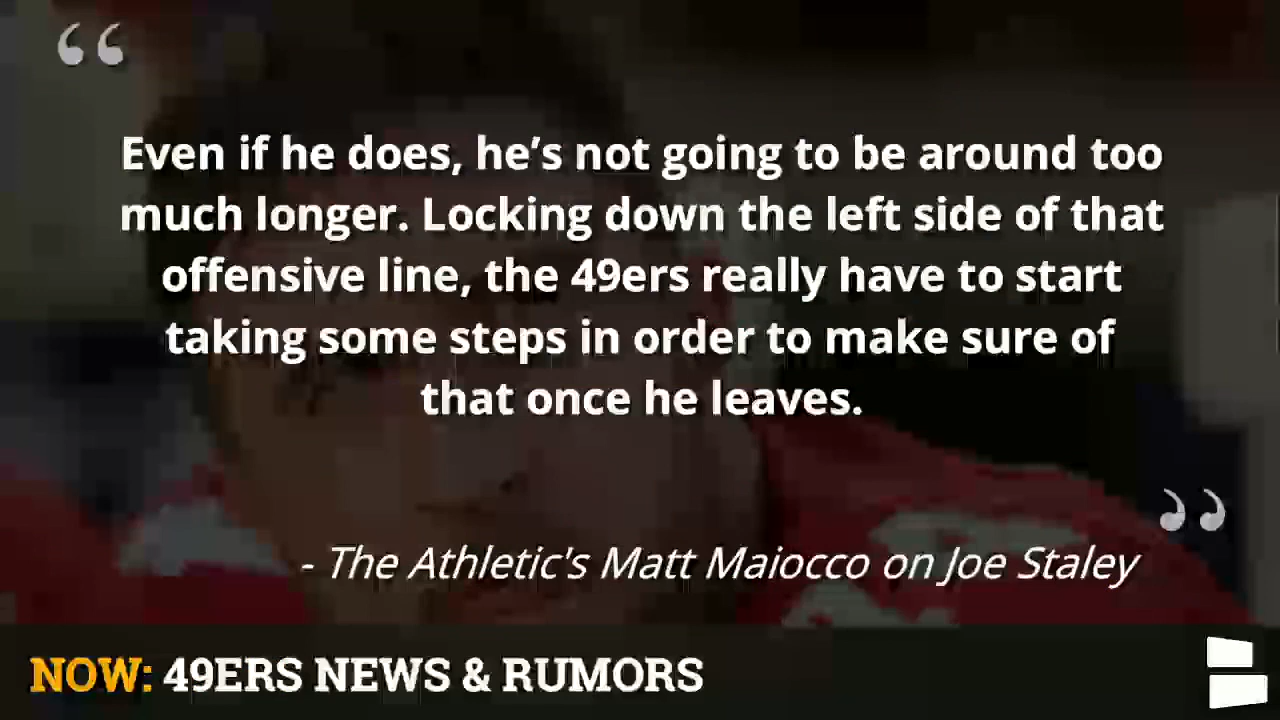 “
Even if he does, he’s not going to be around too
much longer. Locking down the left side of that
offensive line, the 49ers really have to start
taking some steps in order to make sure of
that once he leaves.
”
- The Athletic's Matt Maiocco on Joe Staley
NOW: 49ERS NEWS & RUMORS